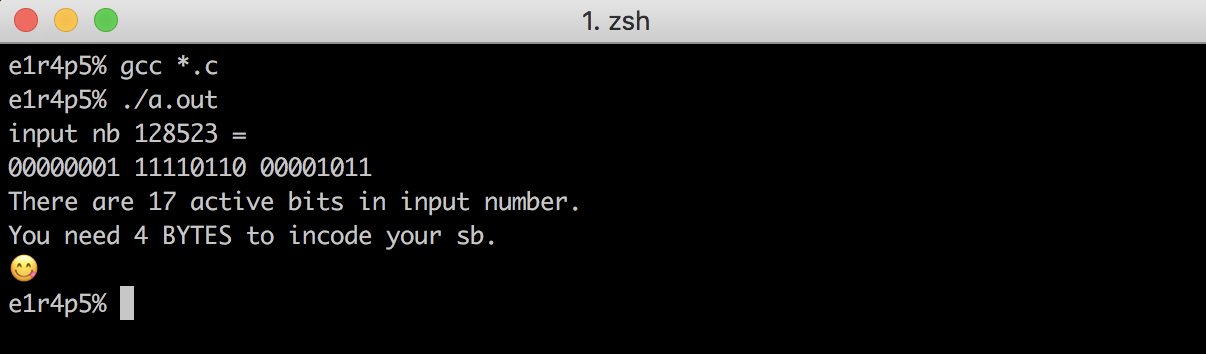 1. zsh
e1r4p5% gcc *.c
e1r4p5% ./a.out
input nb 128523 =
00000001 11110110 00001011
There are 17 active bits in input number.
You need 4 BYTES to incode your sb.
😋
e1r4p5%